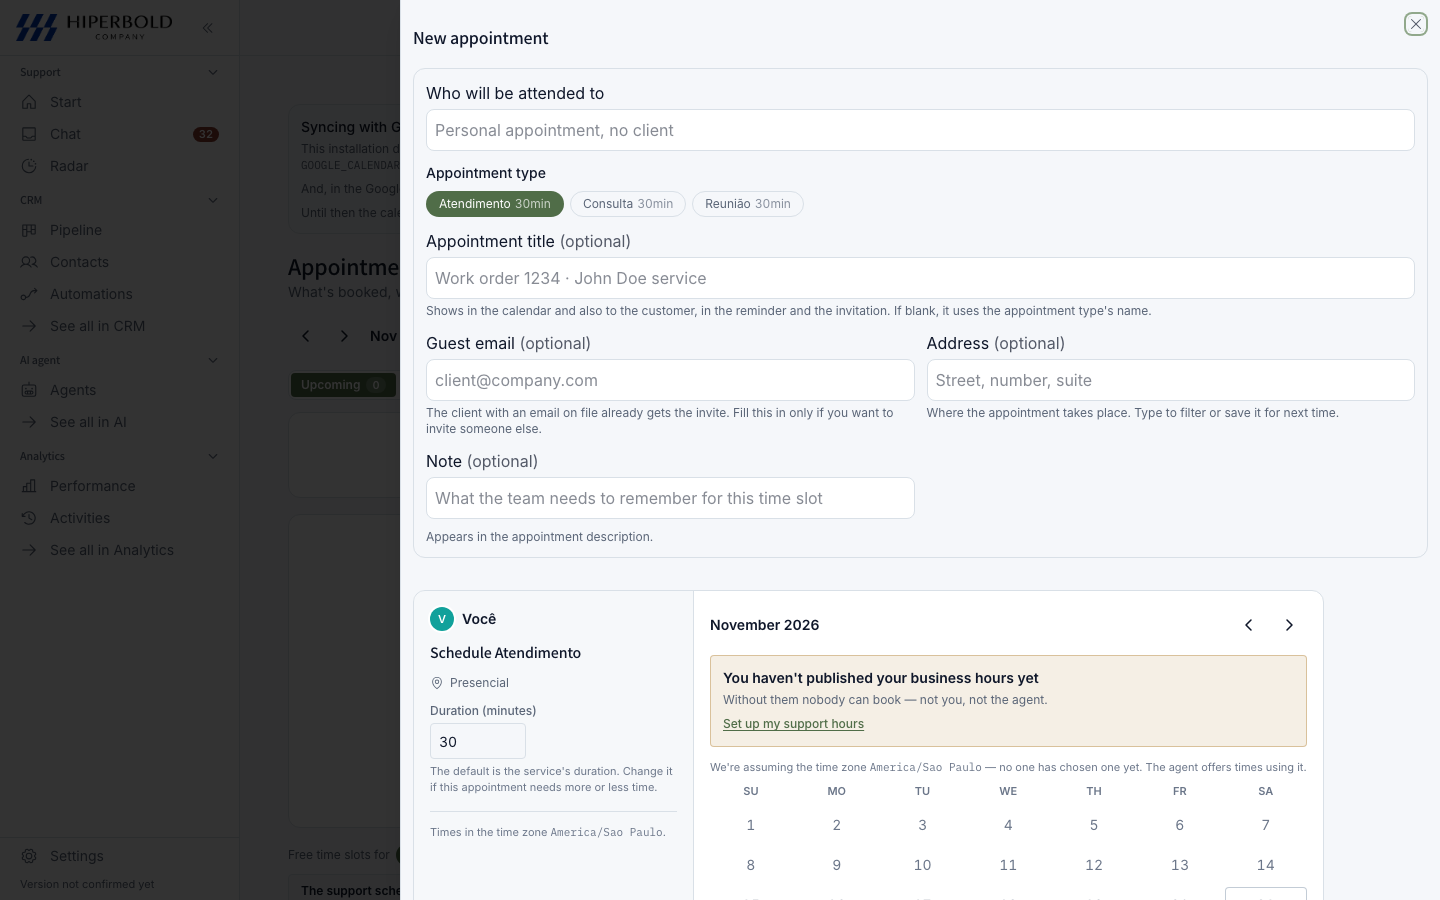 HIPERBOLD
COMPANY
Support
Start
Chat 32
Radar
CRM
Pipeline
Contacts
Automations
See all in CRM
AI agent
Agents
See all in AI
Analytics
Performance
Activities
See all in Analytics
Settings
Version not confirmed yet
Syncing with G
This installation d
GOOGLE_CALENDAR
And, in the Googl
Until then the cale
Appointme
What's booked, w
Nov
Upcoming 0
Free time slots for
The support sche
New appointment
Who will be attended to
Personal appointment, no client
Appointment type
Atendimento 30min
Consulta 30min
Reunião 30min
Appointment title (optional)
Work order 1234 · John Doe service
Shows in the calendar and also to the customer, in the reminder and the invitation. If blank, it uses the appointment type's name.
Guest email (optional)
client@company.com
The client with an email on file already gets the invite. Fill this in only if you want to
invite someone else.
Address (optional)
Street, number, suite
Where the appointment takes place. Type to filter or save it for next time.
Note (optional)
What the team needs to remember for this time slot
Appears in the appointment description.
V Você
Schedule Atendimento
Presencial
Duration (minutes)
30
The default is the service's duration. Change it
if this appointment needs more or less time.
Times in the time zone America/Sao Paulo.
November 2026
You haven't published your business hours yet
Without them nobody can book — not you, not the agent.
Set up my support hours
We're assuming the time zone America/Sao Paulo — no one has chosen one yet. The agent offers times using it.
SU MO TU WE TH FR SA
1 2 3 4 5 6 7
8 9 10 11 12 13 14